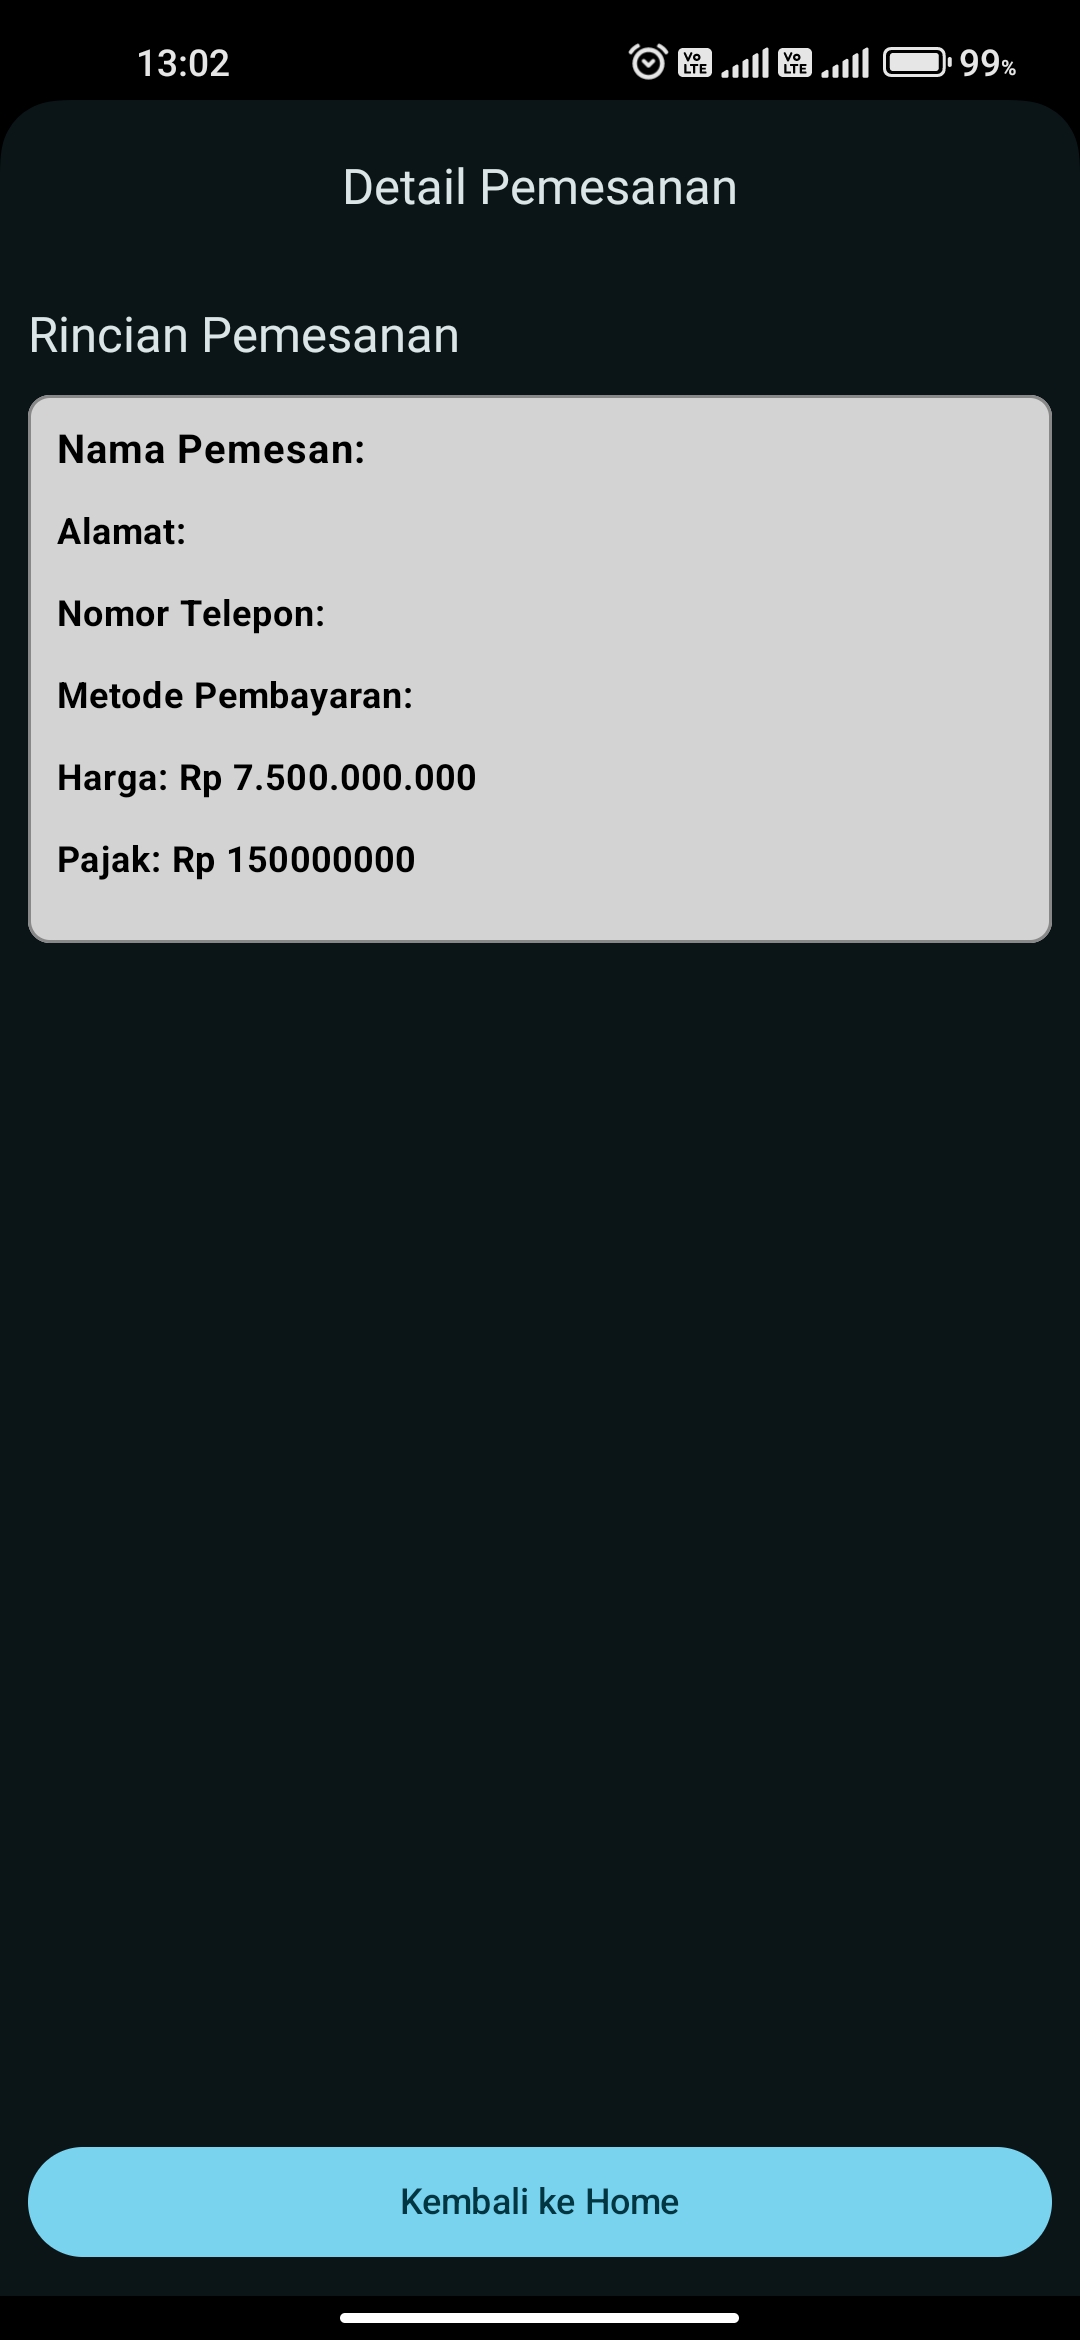 13:02
Vo LTE Vo LTE 99%
Detail Pemesanan
Rincian Pemesanan
Nama Pemesan:
Alamat:
Nomor Telepon:
Metode Pembayaran:
Harga: Rp 7.500.000.000
Pajak: Rp 150000000
Kembali ke Home